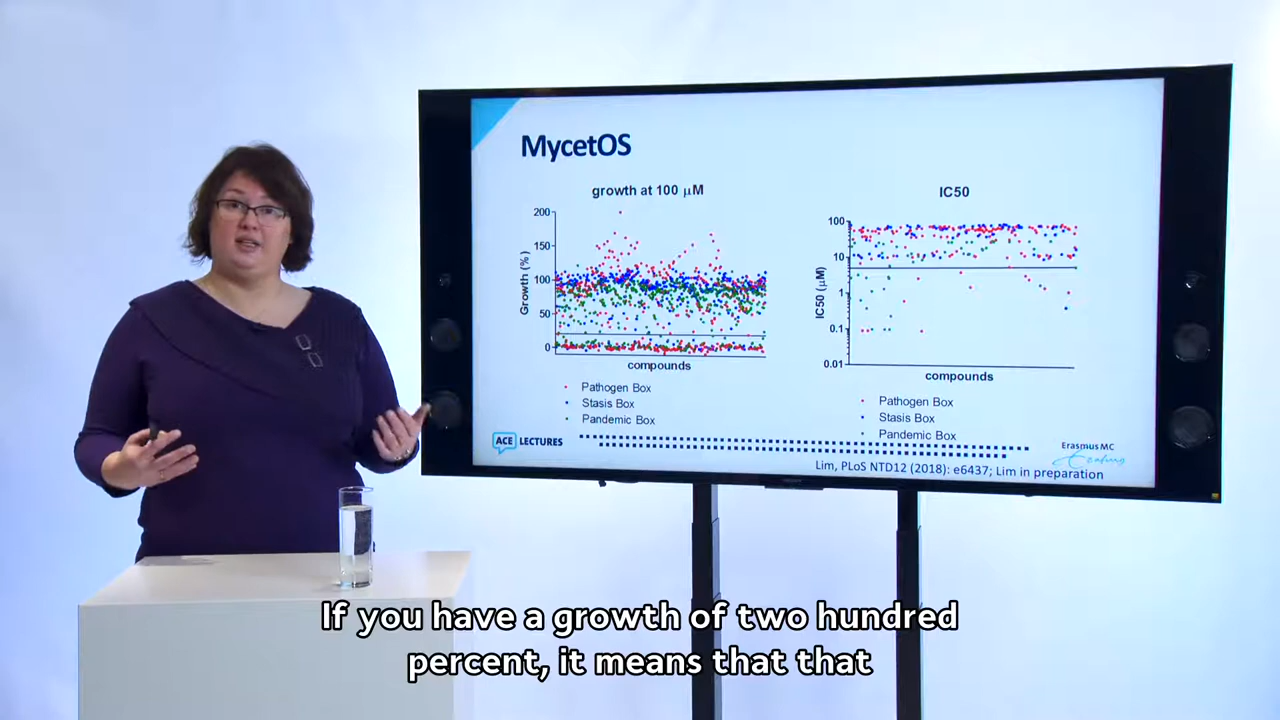 MycetOS
growth at 100 µM
200
150
100
50
0
Growth (%)
compounds
Pathogen Box
Stasis Box
Pandemic Box
IC50
100
10
1
0.1
0.01
IC50 (µM)
compounds
Pathogen Box
Stasis Box
Pandemic Box
ACE LECTURES
Erasmus MC
Erasmus
Lim, PLoS NTD12 (2018): e6437; Lim in preparation
If you have a growth of two hundred
percent, it means that that